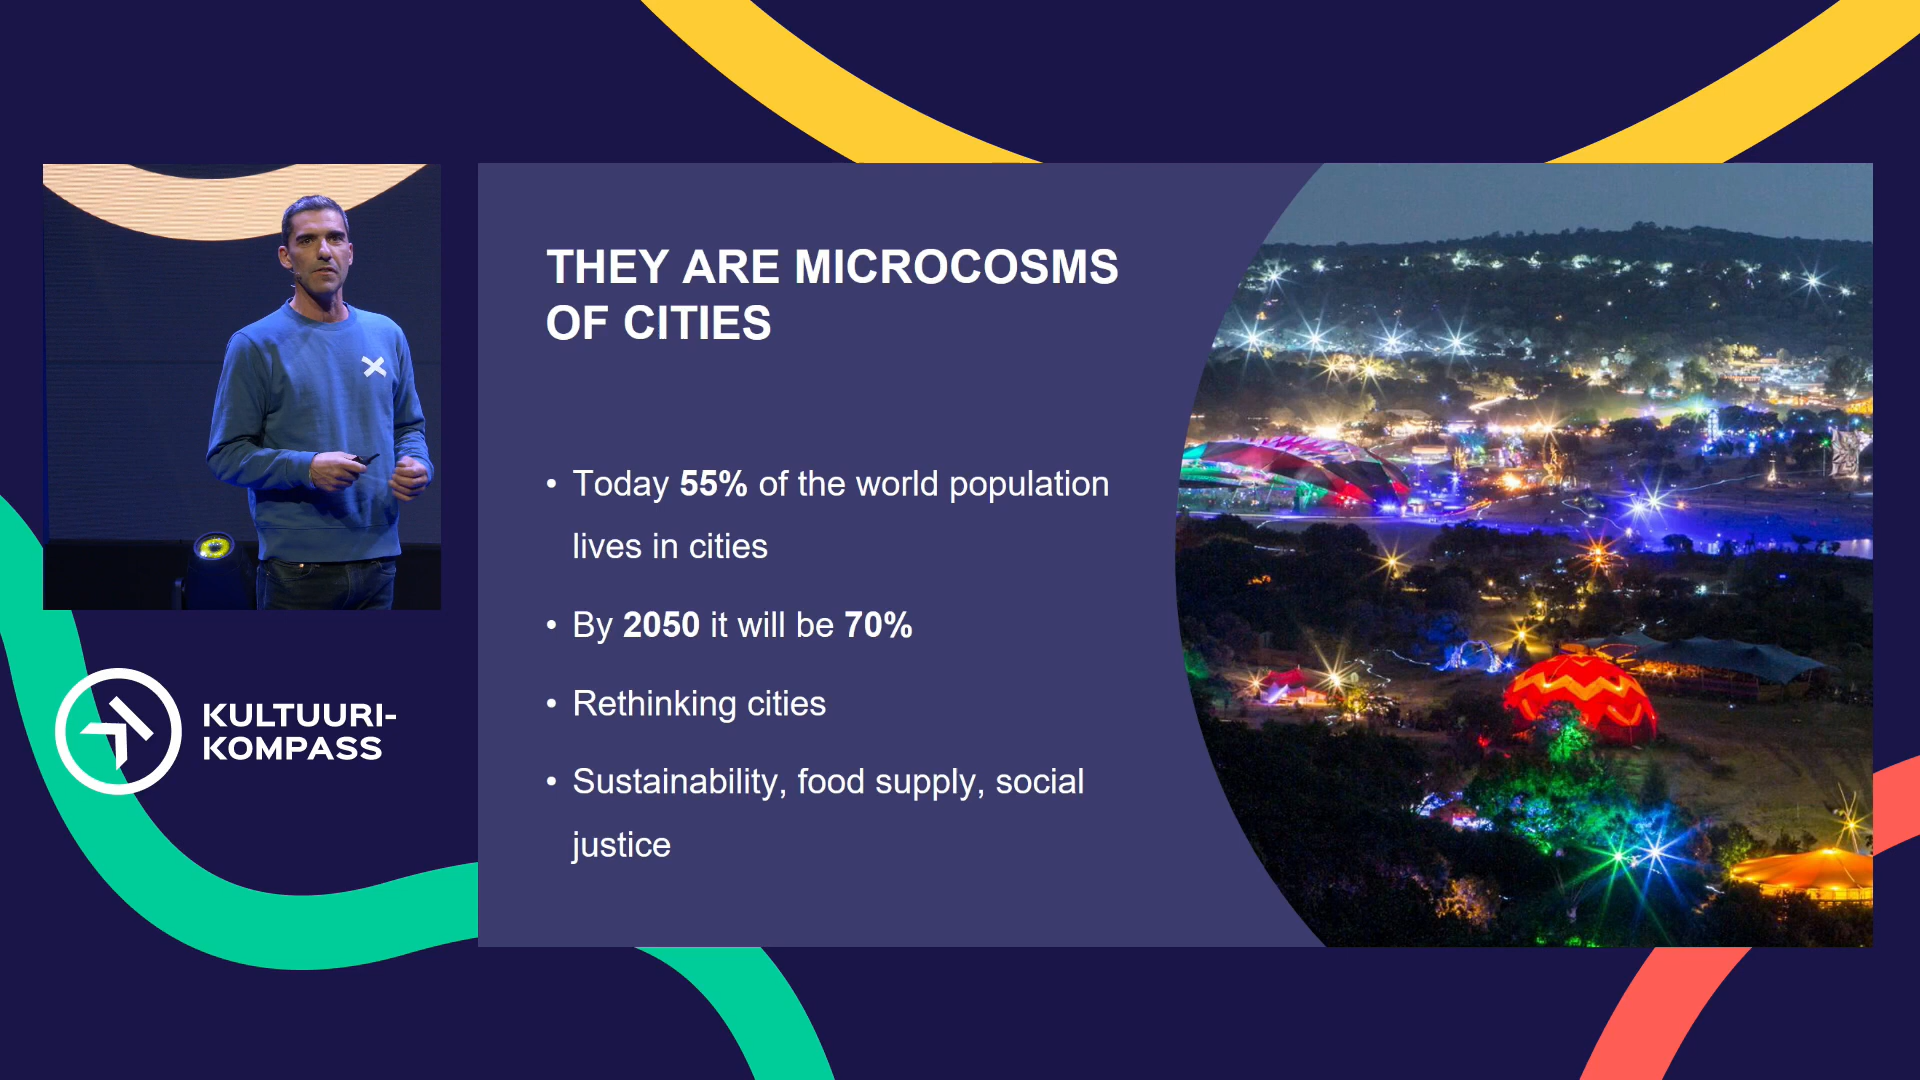 THEY ARE MICROCOSMS
OF CITIES
• Today 55% of the world population
lives in cities
• By 2050 it will be 70%
• Rethinking cities
• Sustainability, food supply, social
justice
KULTUURI-
KOMPASS